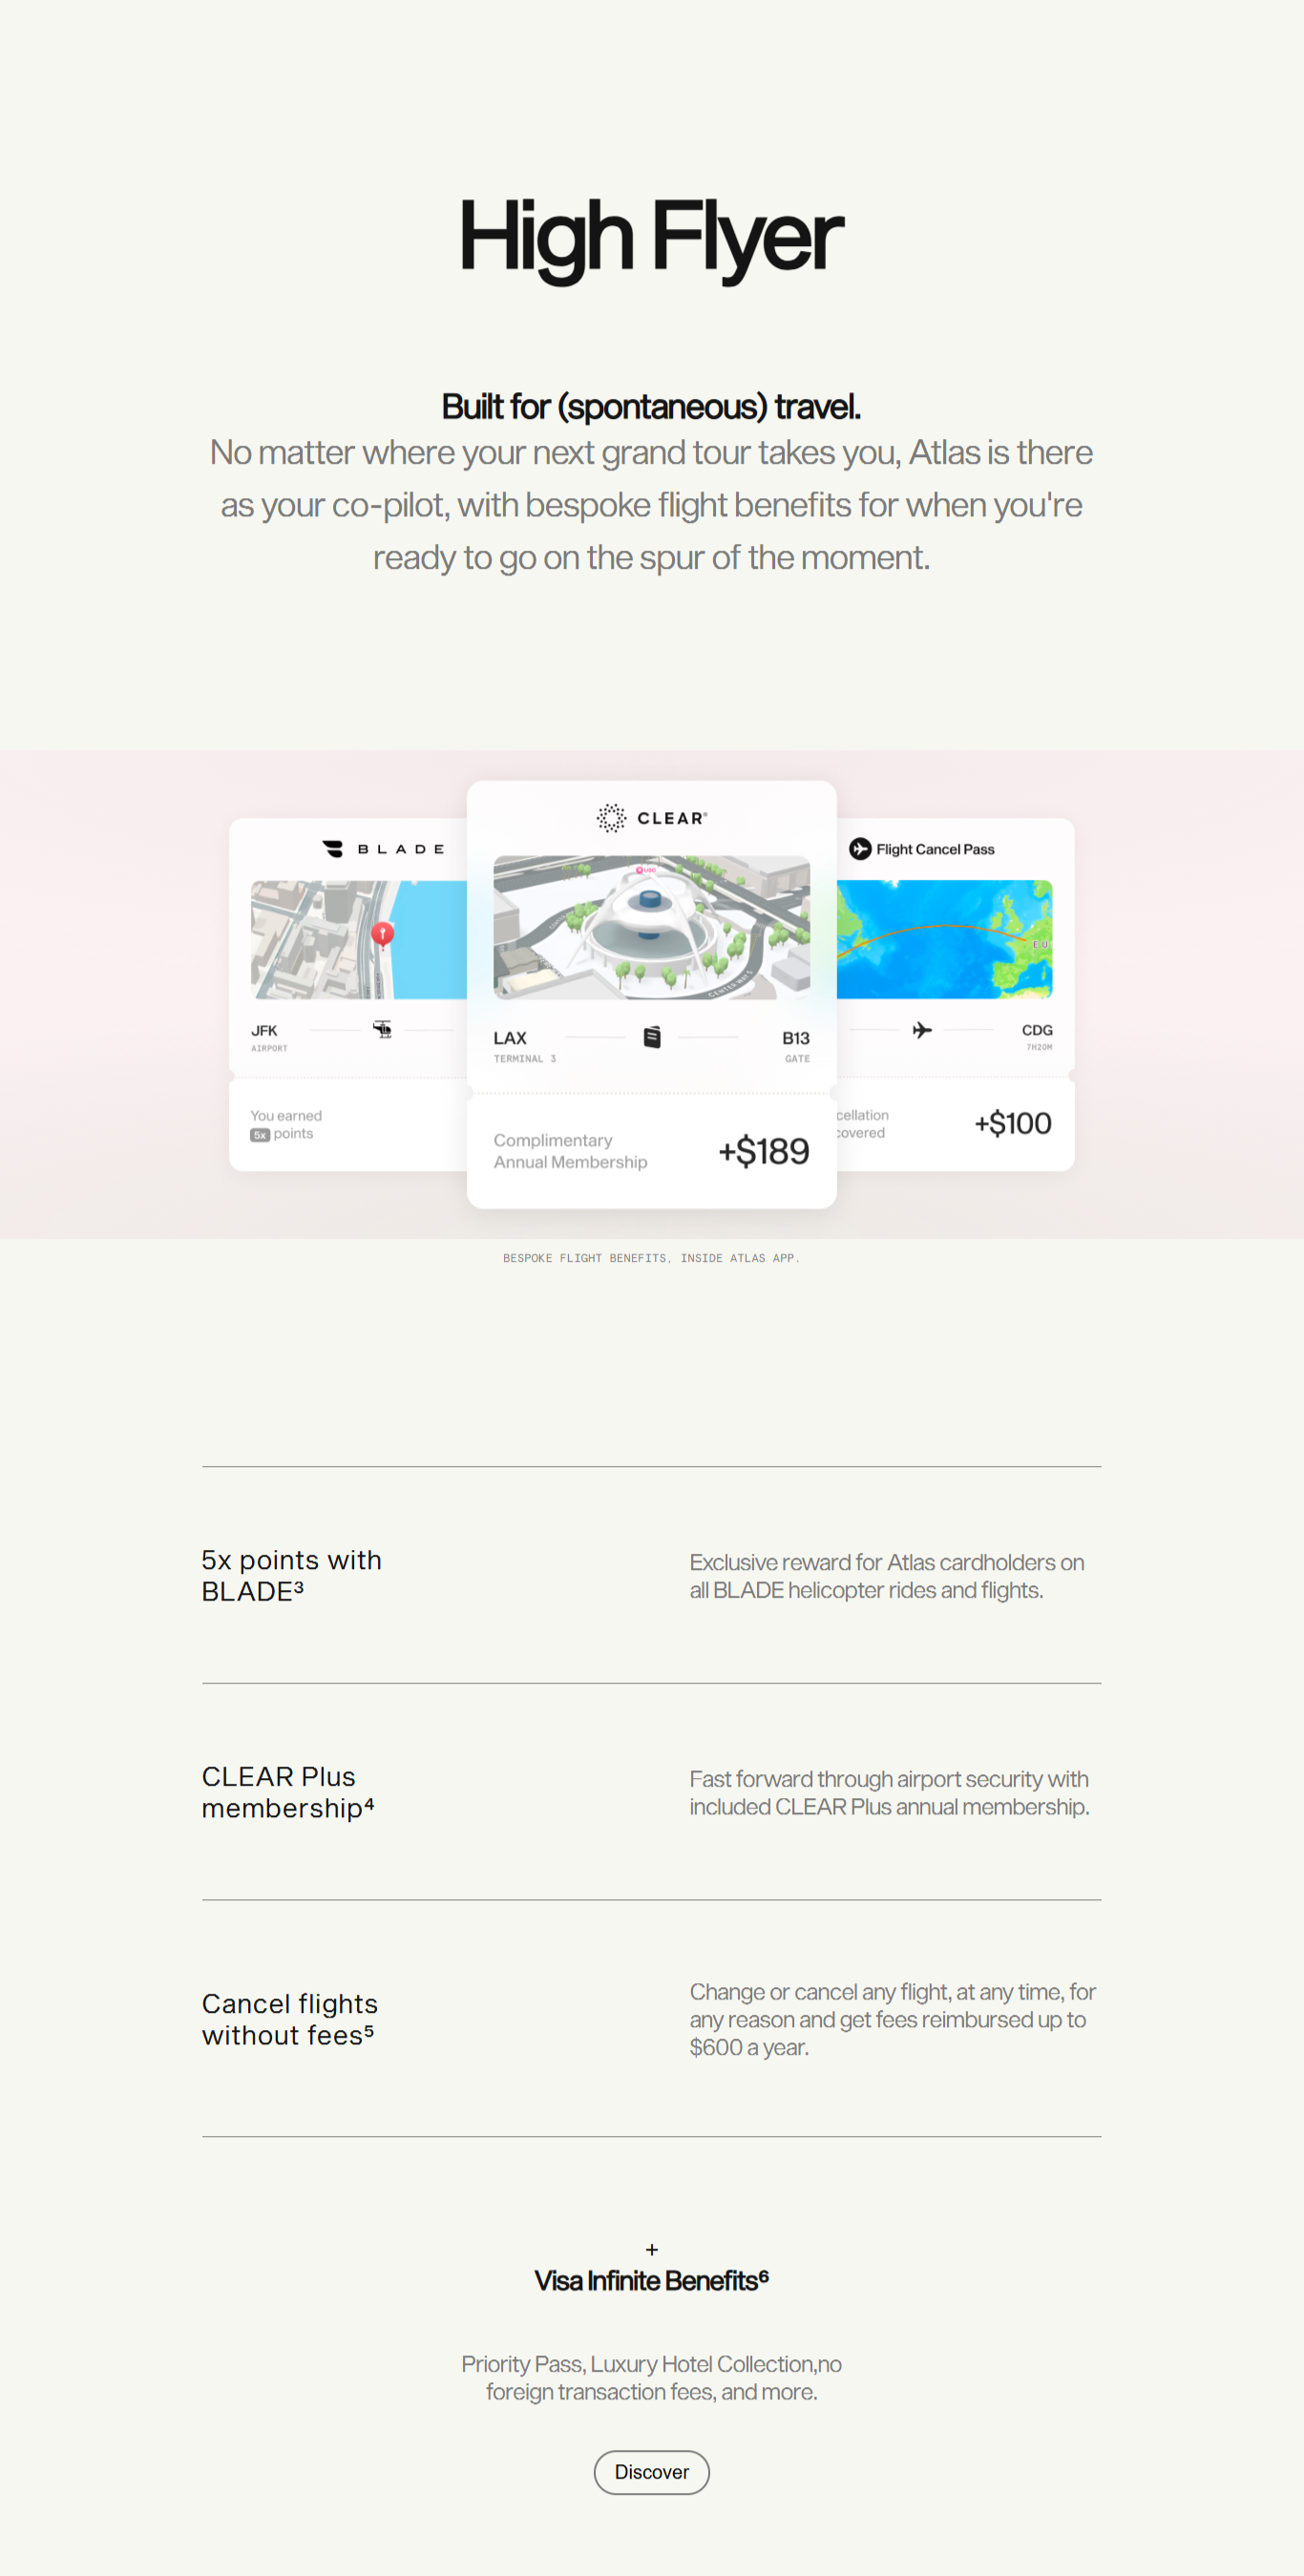 High Flyer
Built for (spontaneous) travel.
No matter where your next grand tour takes you, Atlas is there
as your co-pilot, with bespoke flight benefits for when you're
ready to go on the spur of the moment.
BLADE
JFK
AIRPORT
You earned
5x points
CLEAR®
USO
CENTER WAY S
LAX
TERMINAL 3
B13
GATE
Complimentary
Annual Membership
+$189
Flight Cancel Pass
EU
CDG
7H20M
cellation
covered
+$100
BESPOKE FLIGHT BENEFITS, INSIDE ATLAS APP.
5x points with
BLADE³
Exclusive reward for Atlas cardholders on
all BLADE helicopter rides and flights.
CLEAR Plus
membership⁴
Fast forward through airport security with
included CLEAR Plus annual membership.
Cancel flights
without fees⁵
Change or cancel any flight, at any time, for
any reason and get fees reimbursed up to
$600 a year.
+
Visa Infinite Benefits⁶
Priority Pass, Luxury Hotel Collection,no
foreign transaction fees, and more.
Discover